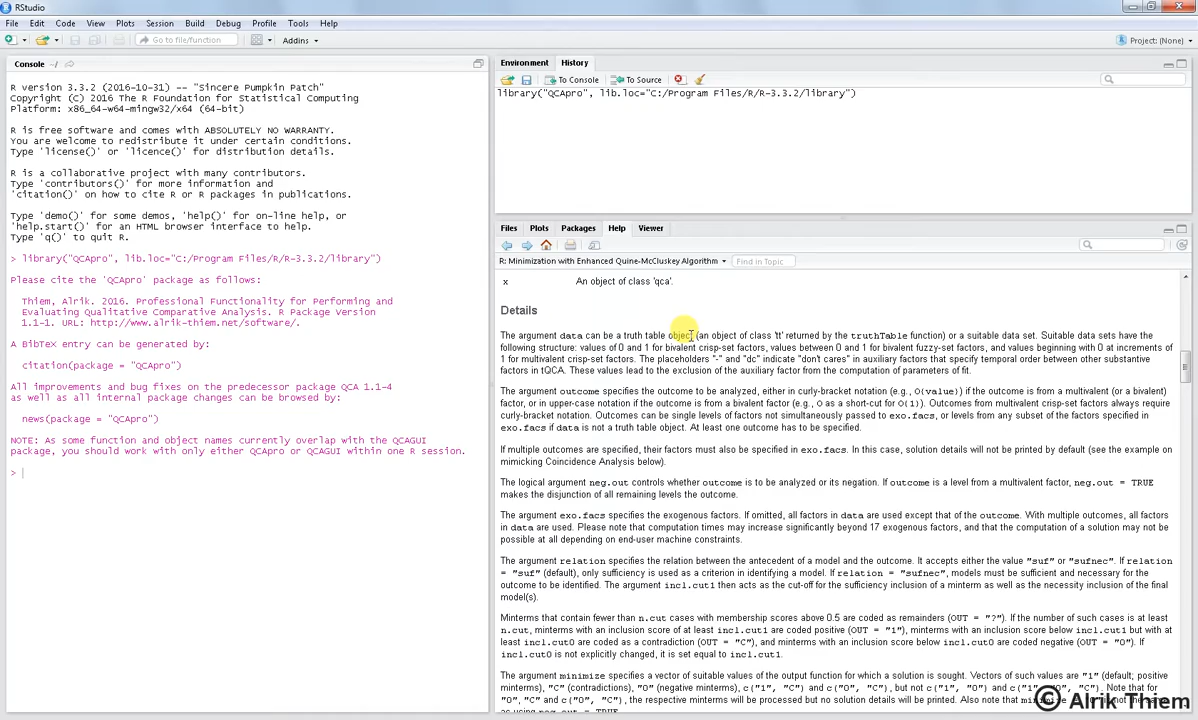 RStudio
File Edit Code View Plots Session Build Debug Profile Tools Help
Go to file/function Addins Project: (None)
Console ~/
R version 3.3.2 (2016-10-31) -- "Sincere Pumpkin Patch"
Copyright (C) 2016 The R Foundation for Statistical Computing
Platform: x86_64-w64-mingw32/x64 (64-bit)
R is free software and comes with ABSOLUTELY NO WARRANTY.
You are welcome to redistribute it under certain conditions.
Type 'license()' or 'licence()' for distribution details.
R is a collaborative project with many contributors.
Type 'contributors()' for more information and
'citation()' on how to cite R or R packages in publications.
Type 'demo()' for some demos, 'help()' for on-line help, or
'help.start()' for an HTML browser interface to help.
Type 'q()' to quit R.
> library("QCApro", lib.loc="C:/Program Files/R/R-3.3.2/library")
Please cite the 'QCApro' package as follows:
Thiem, Alrik. 2016. Professional Functionality for Performing and
Evaluating Qualitative Comparative Analysis. R Package Version
1.1-1. URL: http://www.alrik-thiem.net/software/.
A BibTex entry can be generated by:
citation(package = "QCApro")
All improvements and bug fixes on the predecessor package QCA 1.1-4
as well as all internal package changes can be browsed by:
news(package = "QCApro")
NOTE: As some function and object names currently overlap with the QCAGUI
package, you should work with only either QCApro or QCAGUI within one R session.
>
Environment History
To Console To Source
library("QCApro", lib.loc="C:/Program Files/R/R-3.3.2/library")
Files Plots Packages Help Viewer
R: Minimization with Enhanced Quine-McCluskey Algorithm Find in Topic
x An object of class 'qca'.
Details
The argument data can be a truth table object (an object of class 'tt' returned by the truthTable function) or a suitable data set. Suitable data sets have the
following structure: values of 0 and 1 for bivalent crisp-set factors, values between 0 and 1 for bivalent fuzzy-set factors, and values beginning with 0 at increments of
1 for multivalent crisp-set factors. The placeholders "-" and "dc" indicate "don't cares" in auxiliary factors that specify temporal order between other substantive
factors in tQCA. These values lead to the exclusion of the auxiliary factor from the computation of parameters of fit.
The argument outcome specifies the outcome to be analyzed, either in curly-bracket notation (e.g., O{value}) if the outcome is from a multivalent (or a bivalent)
factor, or in upper-case notation if the outcome is from a bivalent factor (e.g., O as a short-cut for O{1}). Outcomes from multivalent crisp-set factors always require
curly-bracket notation. Outcomes can be single levels of factors not simultaneously passed to exo.facs, or levels from any subset of the factors specified in
exo.facs if data is not a truth table object. At least one outcome has to be specified.
If multiple outcomes are specified, their factors must also be specified in exo.facs. In this case, solution details will not be printed by default (see the example on
mimicking Coincidence Analysis below).
The logical argument neg.out controls whether outcome is to be analyzed or its negation. If outcome is a level from a multivalent factor, neg.out = TRUE
makes the disjunction of all remaining levels the outcome.
The argument exo.facs specifies the exogenous factors. If omitted, all factors in data are used except that of the outcome. With multiple outcomes, all factors
in data are used. Please note that computation times may increase significantly beyond 17 exogenous factors, and that the computation of a solution may not be
possible at all depending on end-user machine constraints.
The argument relation specifies the relation between the antecedent of a model and the outcome. It accepts either the value "suf" or "sufnec". If relation
= "suf" (default), only sufficiency is used as a criterion in identifying a model. If relation = "sufnec", models must be sufficient and necessary for the
outcome to be identified. The argument incl.cut1 then acts as the cut-off for the sufficiency inclusion of a minterm as well as the necessity inclusion of the final
model(s).
Minterms that contain fewer than n.cut cases with membership scores above 0.5 are coded as remainders (OUT = "?"). If the number of such cases is at least
n.cut, minterms with an inclusion score of at least incl.cut1 are coded positive (OUT = "1"), minterms with an inclusion score below incl.cut1 but with at
least incl.cut0 are coded as a contradiction (OUT = "C"), and minterms with an inclusion score below incl.cut0 are coded negative (OUT = "0"). If
incl.cut0 is not explicitly changed, it is set equal to incl.cut1.
The argument minimize specifies a vector of suitable values of the output function for which a solution is sought. Vectors of such values are "1" (default; positive
minterms), "C" (contradictions), "0" (negative minterms), c("1", "C") and c("0", "C"), but not c("1", "0") and c("1", "0", "C"). Note that for
"0", "C" and c("0", "C"), the respective minterms will be processed but no solution details will be printed. Also note that
as using neg.out = TRUE.
© Alrik Thiem